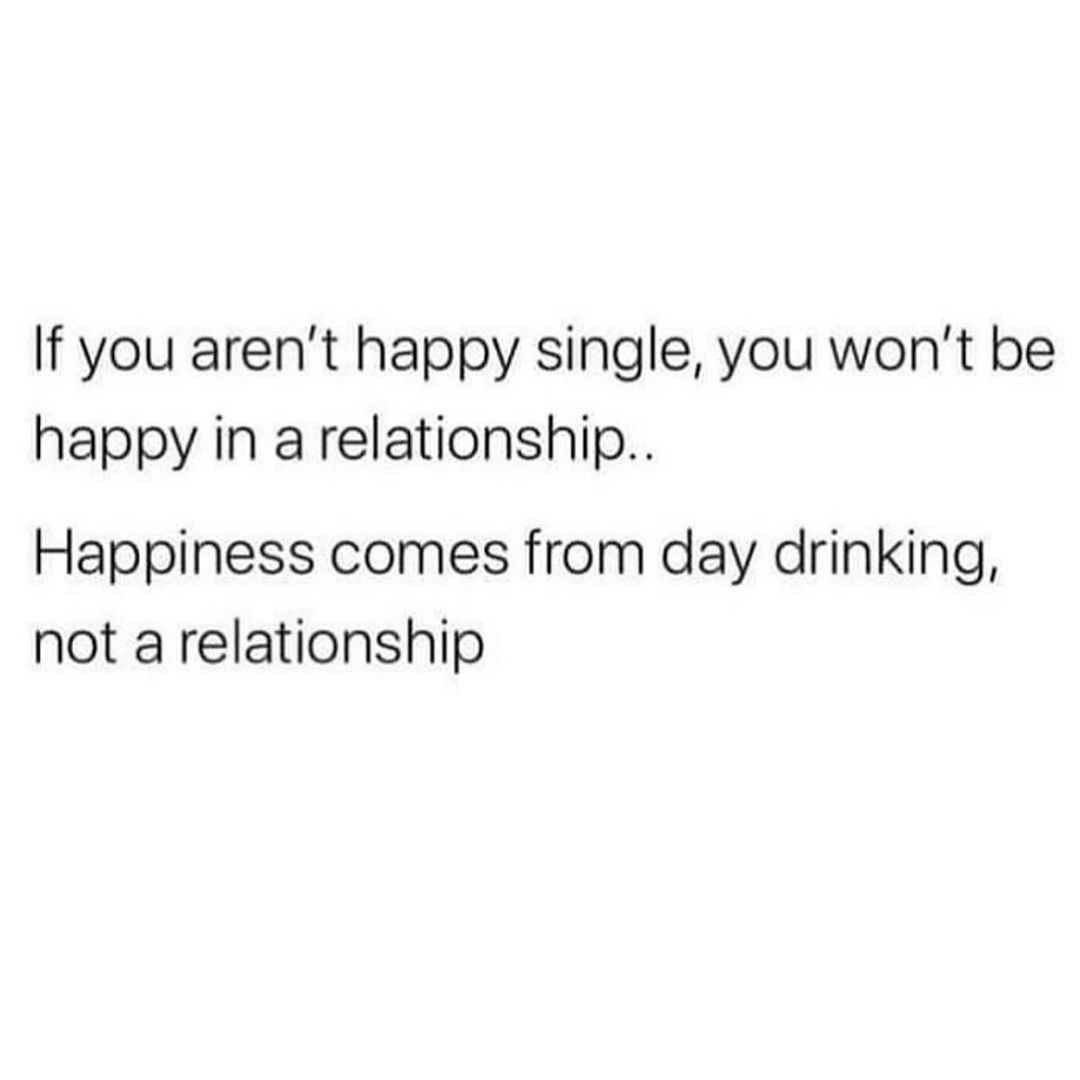 If you aren't happy single, you won't be
happy in a relationship..
Happiness comes from day drinking,
not a relationship